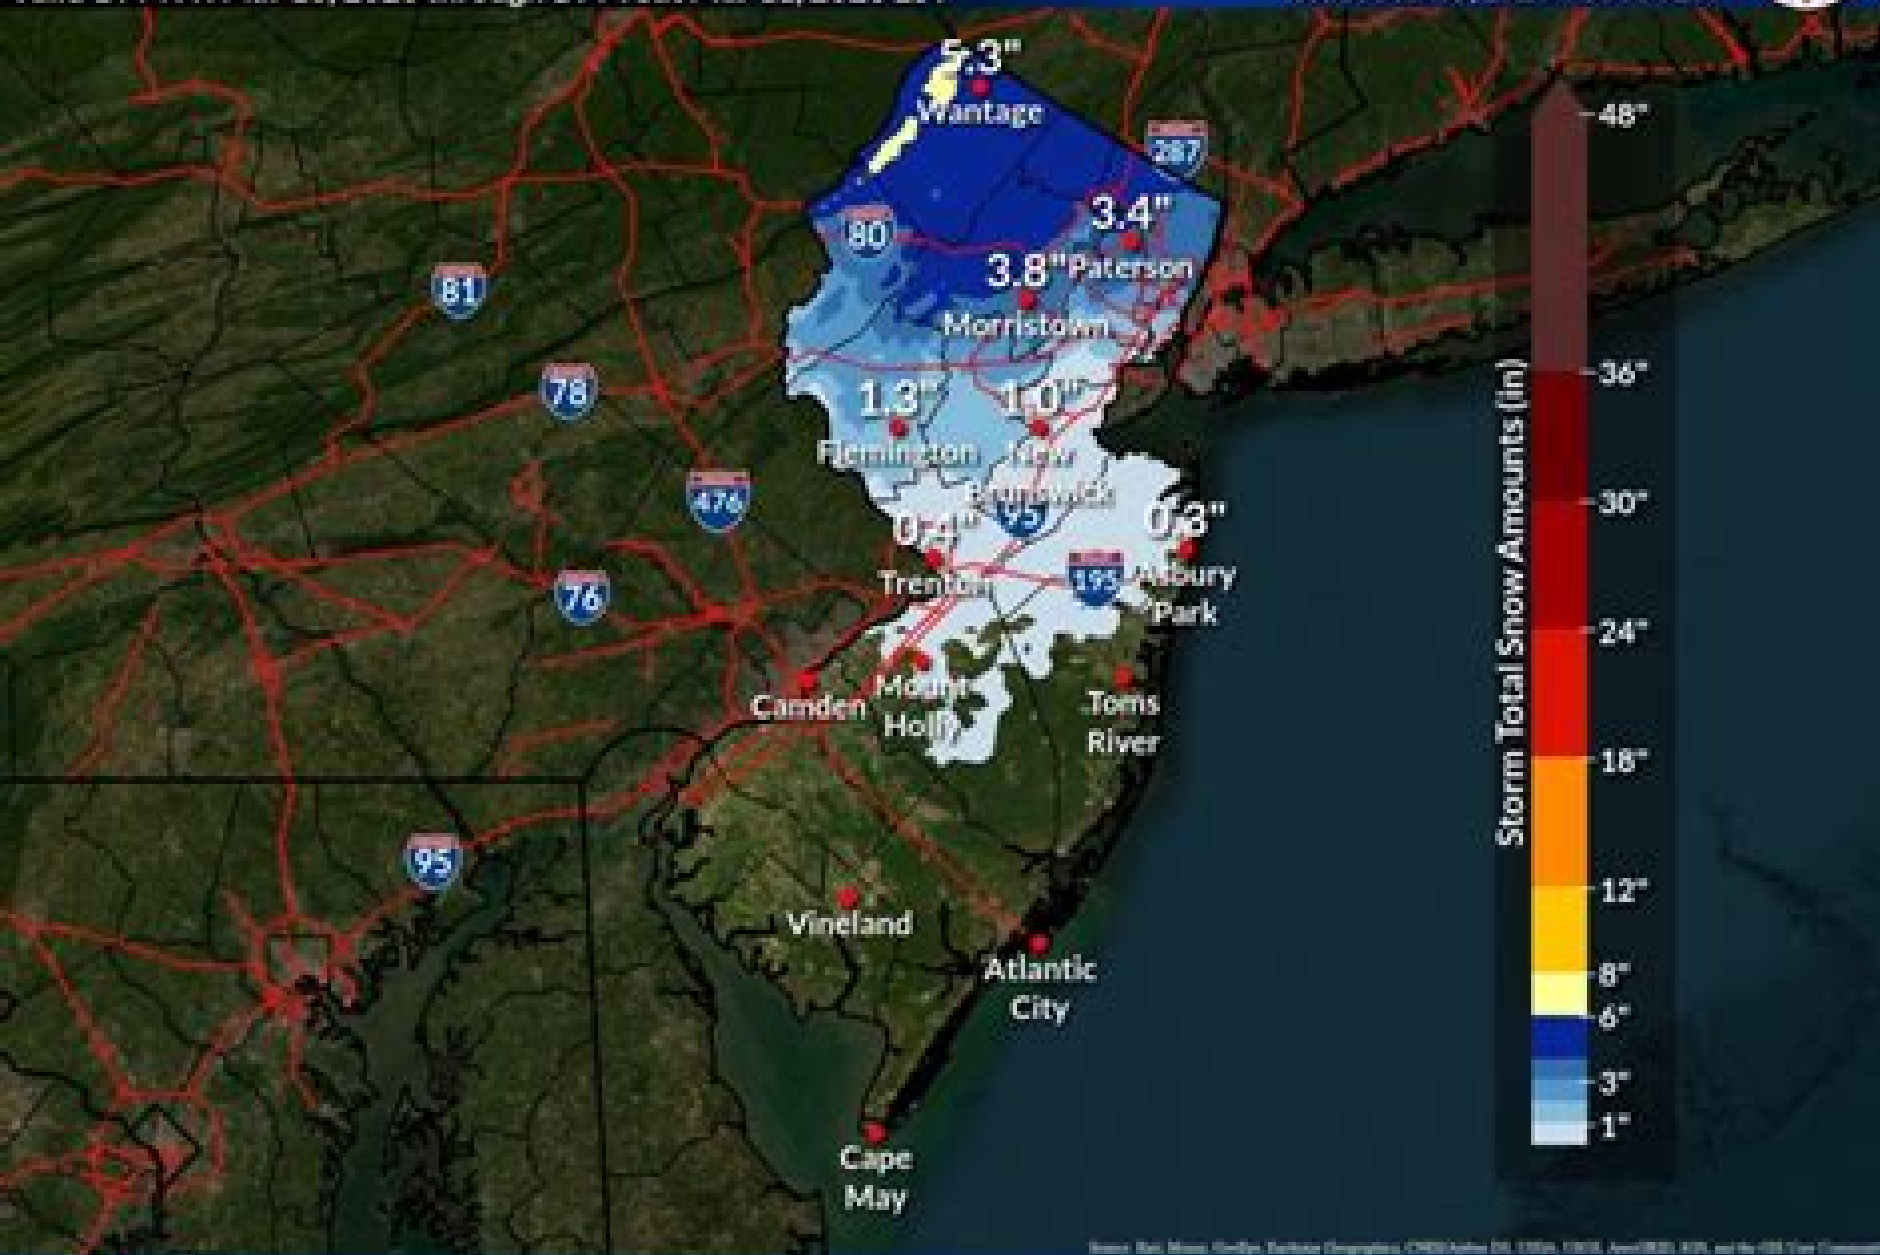 5.3"
Wantage
287
3.4"
80
3.8"
Paterson
81
Morristown
78
1.3"
1.0"
Flemington
New
Brunswick
476
95
0.4"
0.3"
76
Trenton
195
Asbury
Park
Camden
Mount
Holly
Toms
River
95
Vineland
Atlantic
City
Cape
May
Storm Total Snow Amounts (in)
48"
36"
30"
24"
18"
12"
8"
6"
3"
1"